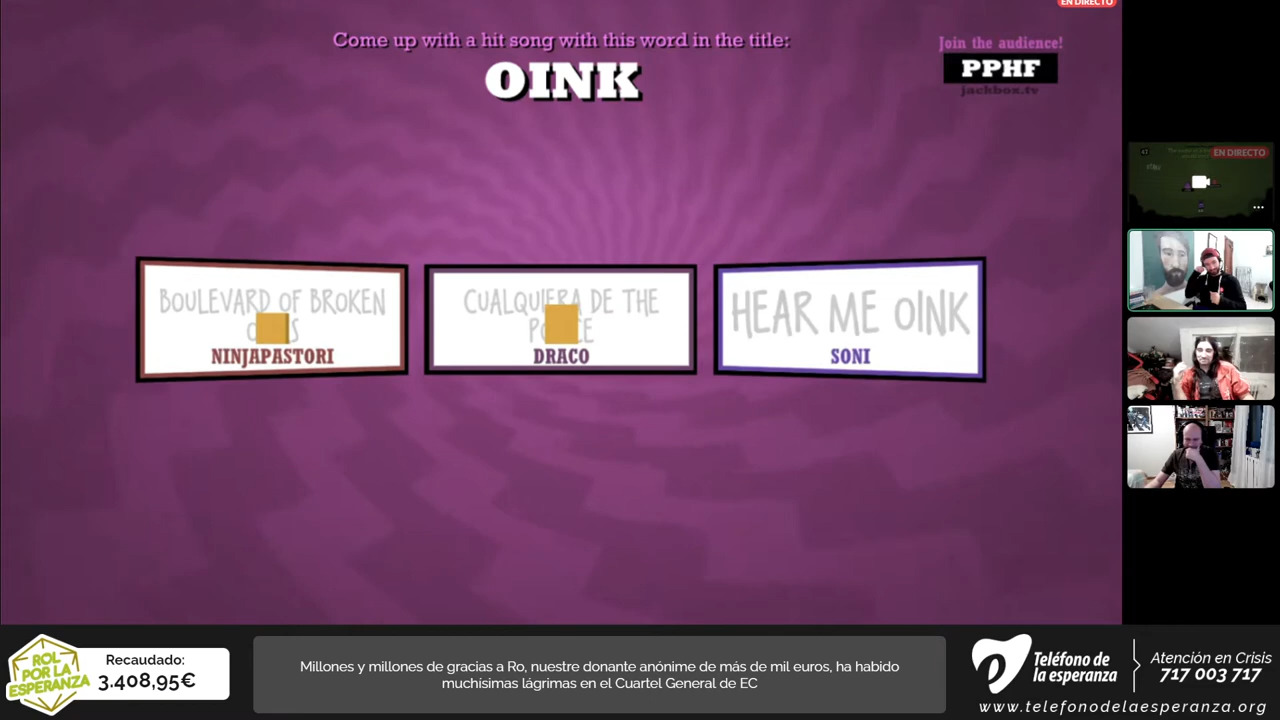 EN DIRECTO
Come up with a hit song with this word in the title:
OINK
Join the audience!
PPHF
jackbox.tv
BOULEVARD OF BROKEN
NINJAPASTORI
CUALQUIERA DE THE
DRACO
HEAR ME OINK
SONI
EN DIRECTO
ROL
POR LA
ESPERANZA
Recaudado:
3.408,95€
Millones y millones de gracias a Ro, nuestre donante anónime de más de mil euros, ha habido
muchísimas lágrimas en el Cuartel General de EC
Teléfono de
la esperanza
Atención en Crisis
717 003 717
www.telefonodelaesperanza.org